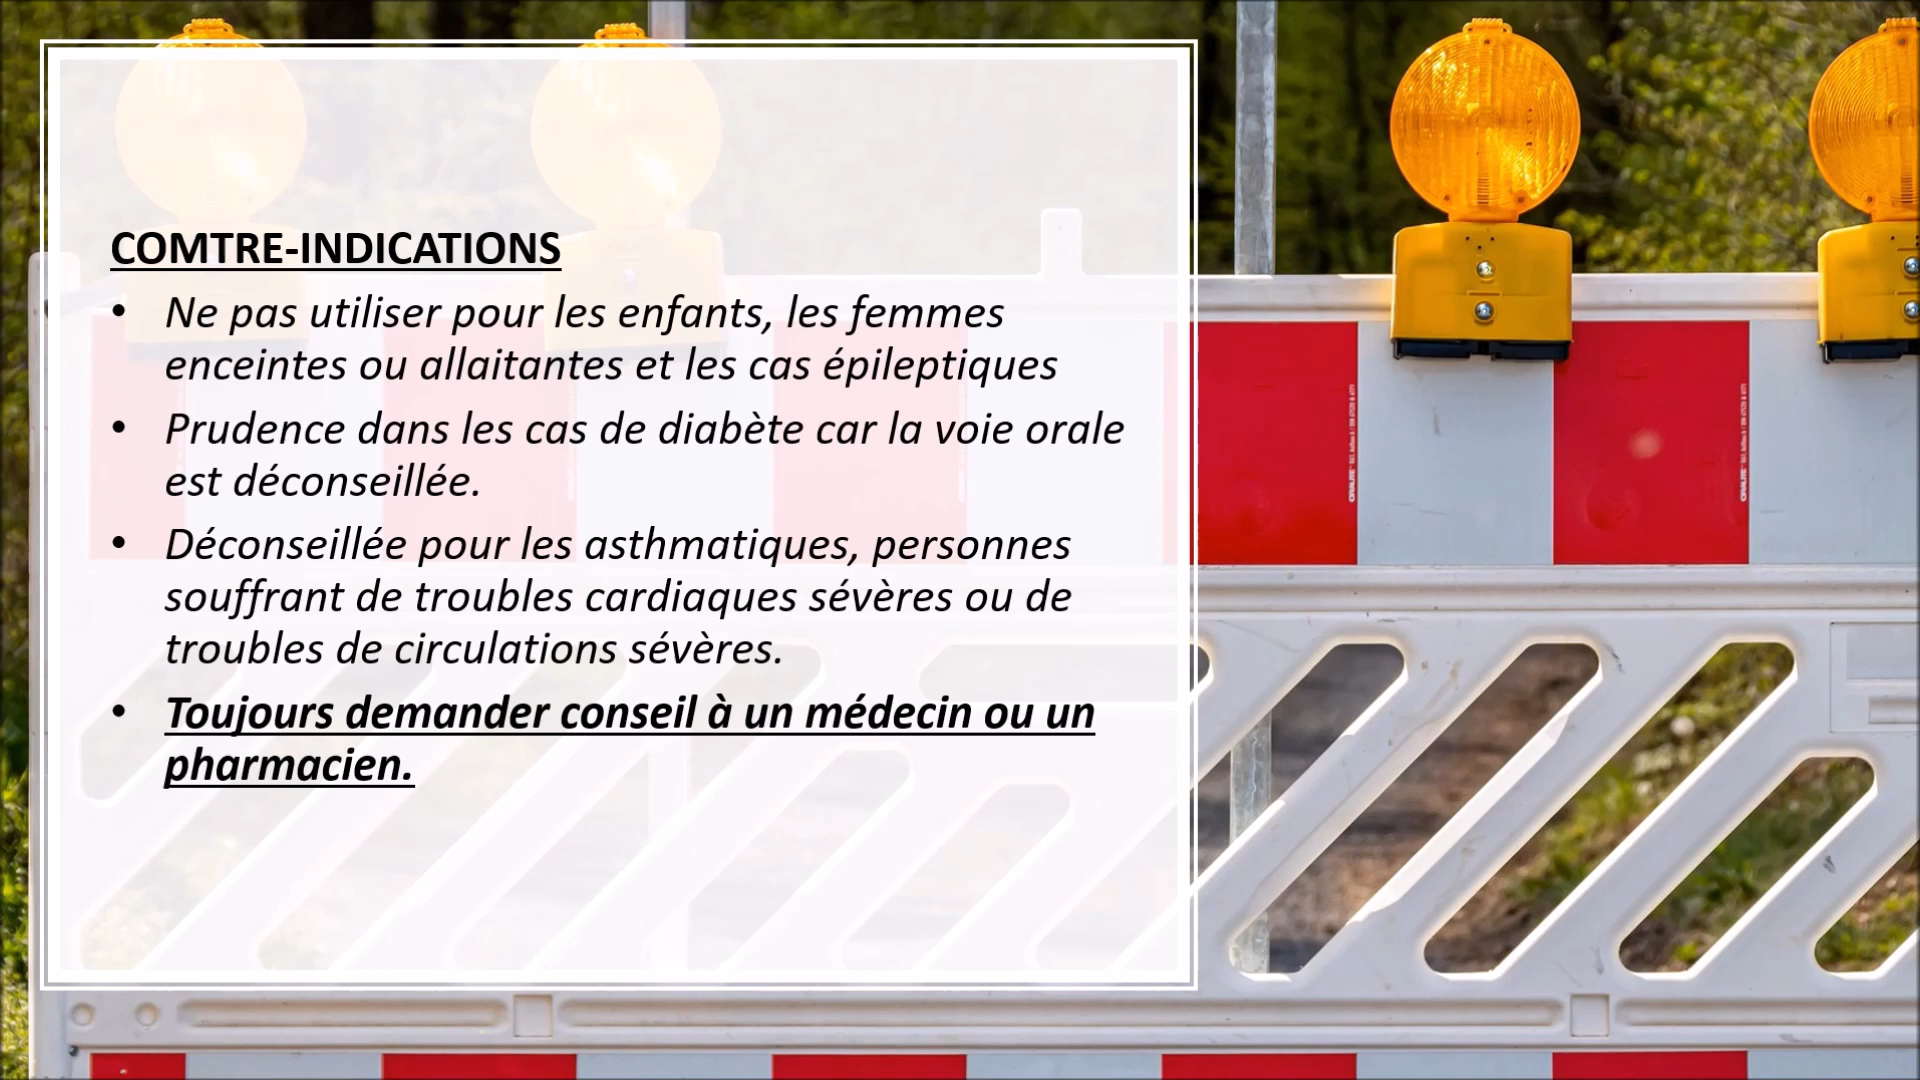 COMTRE-INDICATIONS
• Ne pas utiliser pour les enfants, les femmes
enceintes ou allaitantes et les cas épileptiques
• Prudence dans les cas de diabète car la voie orale
est déconseillée.
• Déconseillée pour les asthmatiques, personnes
souffrant de troubles cardiaques sévères ou de
troubles de circulations sévères.
• Toujours demander conseil à un médecin ou un
pharmacien.